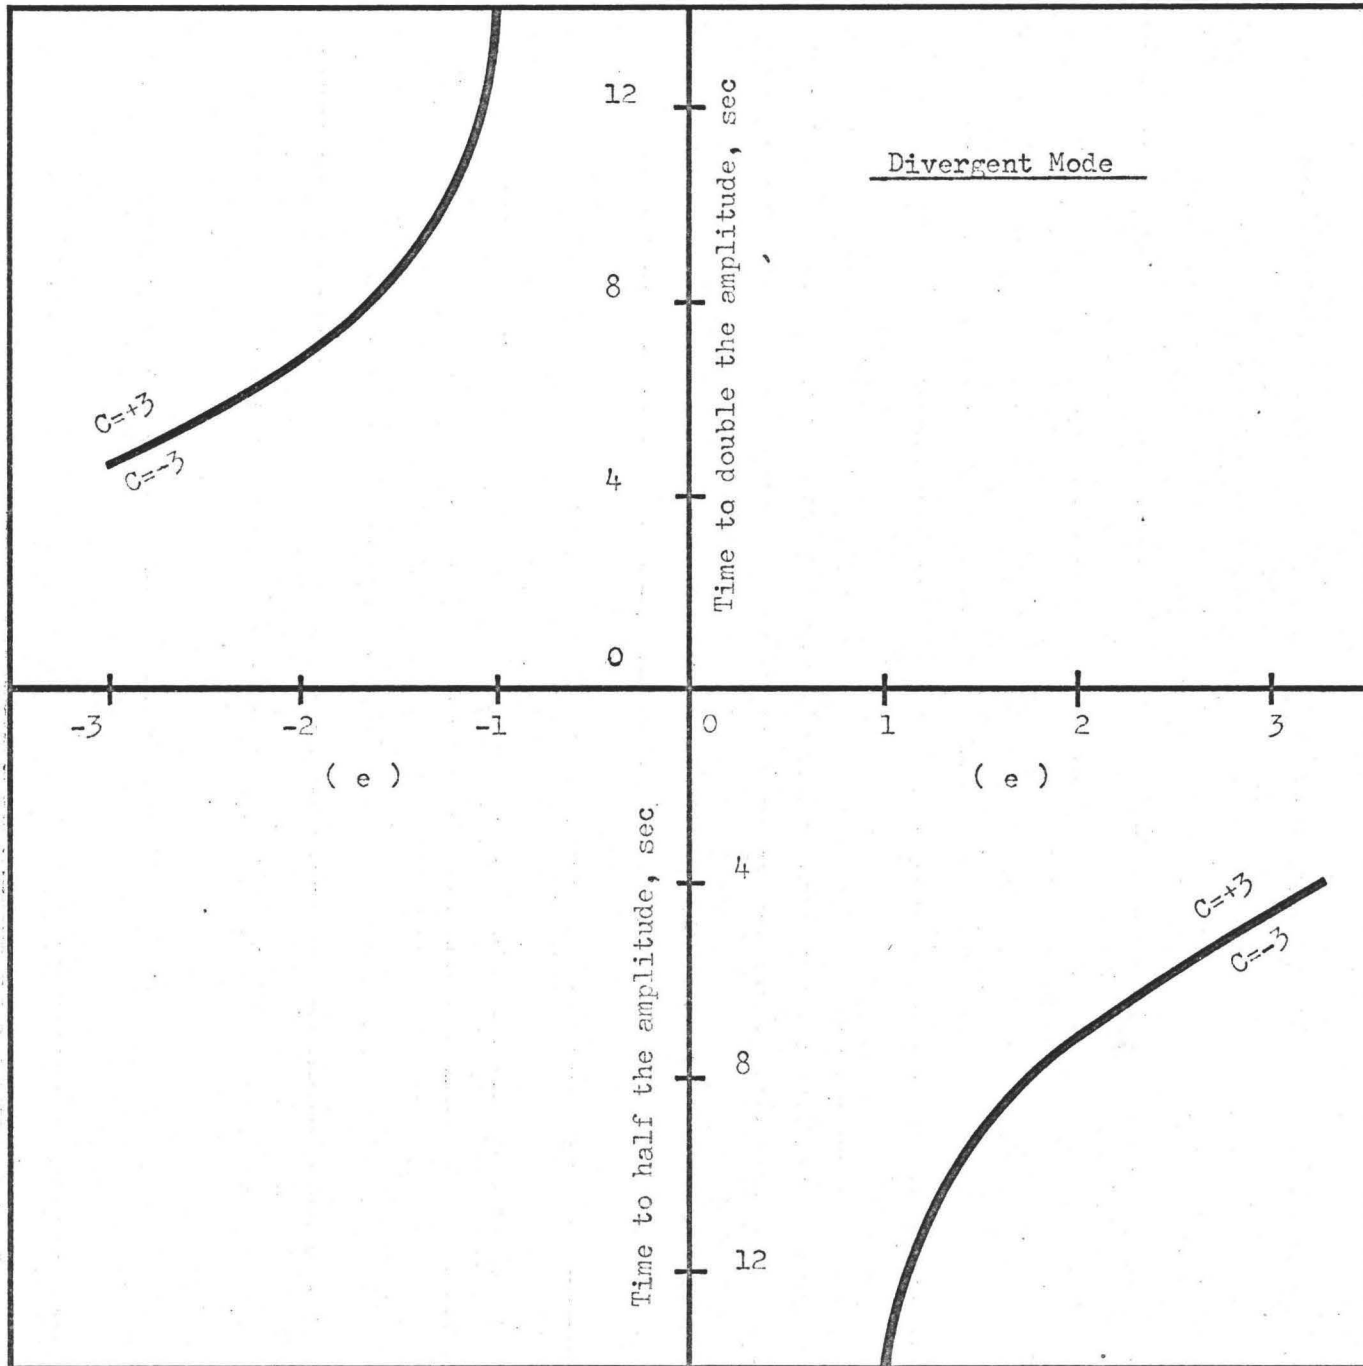 12
Divergent Mode
Time to double the amplitude, sec
8
C=+3
C=-3
4
0
-3
-2
-1
0
1
2
3
( e )
( e )
Time to half the amplitude, sec
4
C=+3
C=-3
8
12